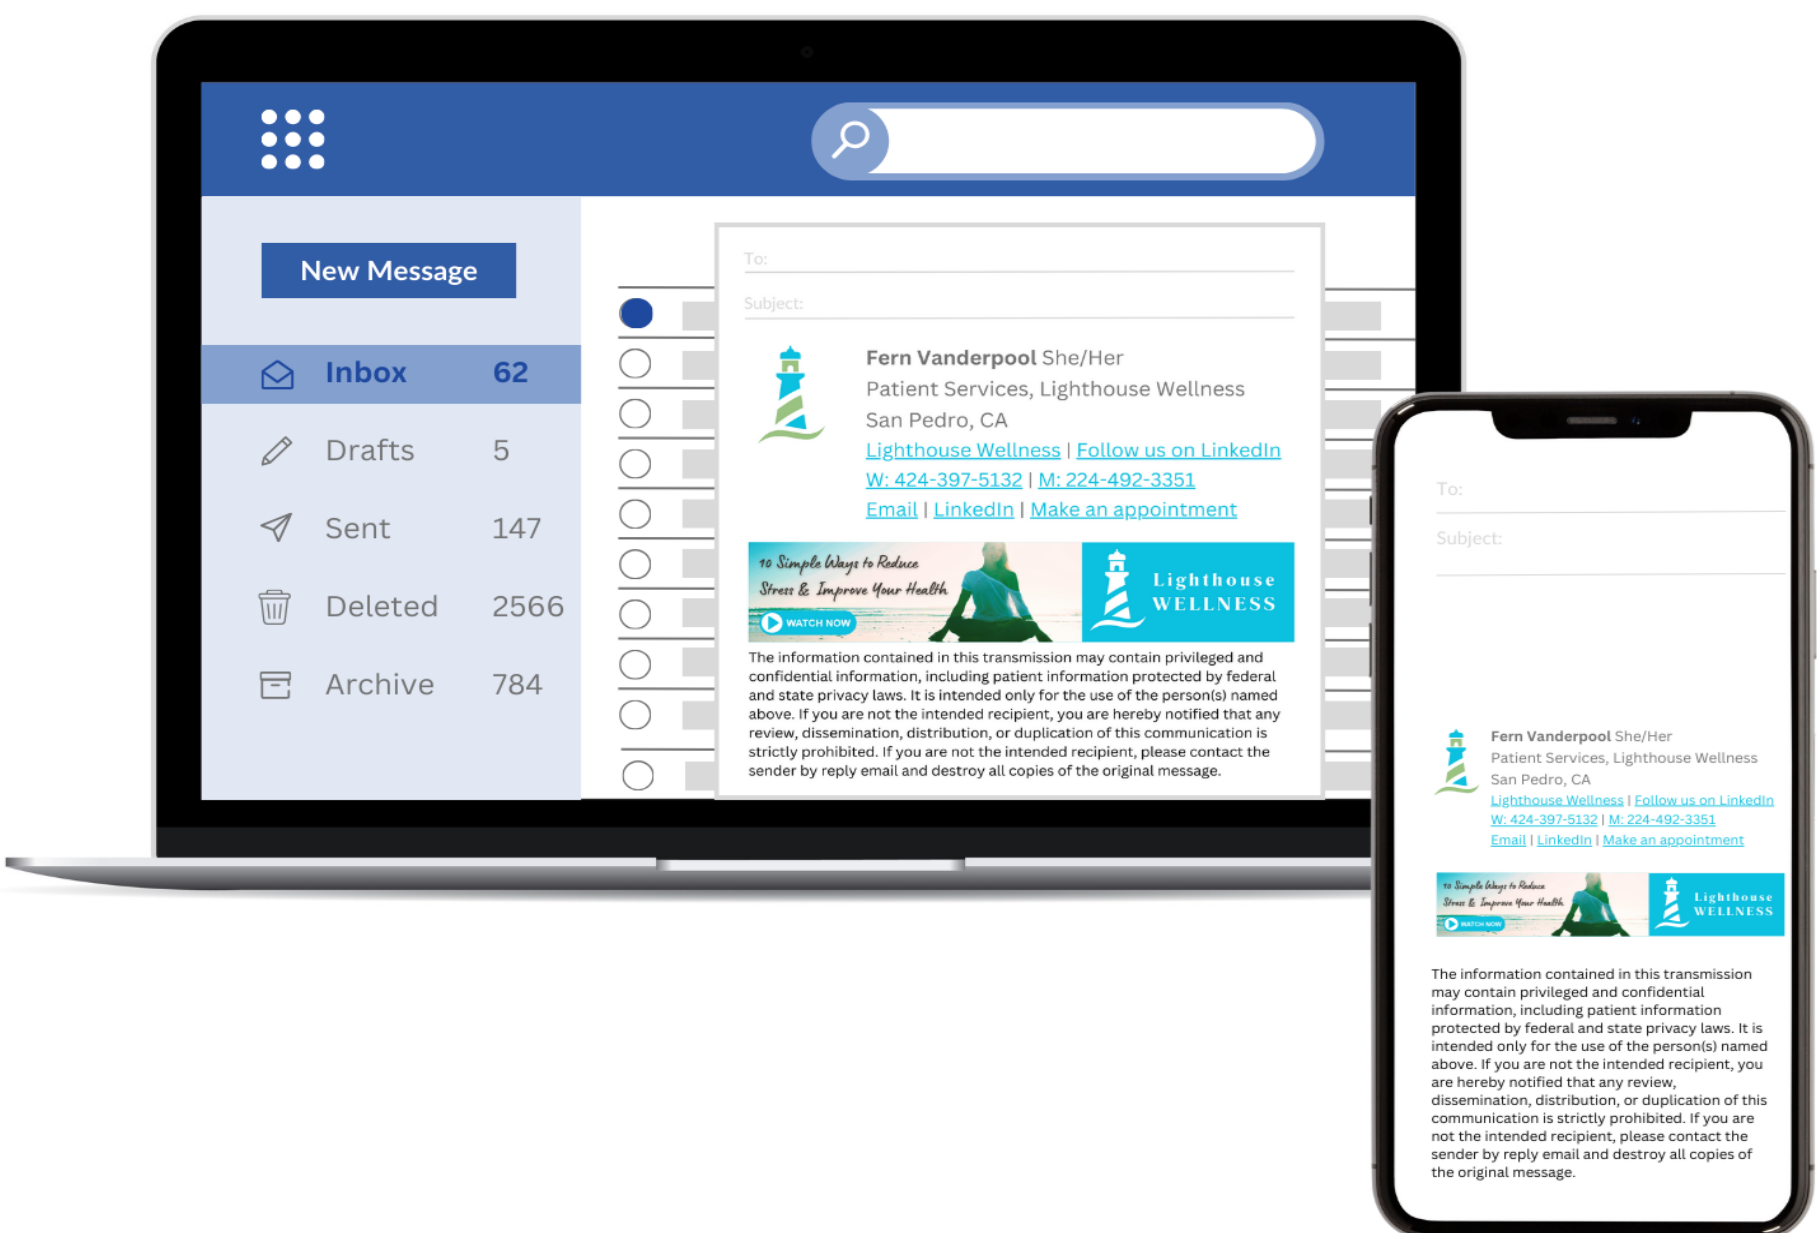 New Message
Inbox 62
Drafts 5
Sent 147
Deleted 2566
Archive 784
To:
Subject:
Fern Vanderpool She/Her
Patient Services, Lighthouse Wellness
San Pedro, CA
Lighthouse Wellness | Follow us on LinkedIn
W: 424-397-5132 | M: 224-492-3351
Email | LinkedIn | Make an appointment
10 Simple Ways to Reduce
Stress & Improve Your Health
WATCH NOW
Lighthouse
WELLNESS
The information contained in this transmission may contain privileged and
confidential information, including patient information protected by federal
and state privacy laws. It is intended only for the use of the person(s) named
above. If you are not the intended recipient, you are hereby notified that any
review, dissemination, distribution, or duplication of this communication is
strictly prohibited. If you are not the intended recipient, please contact the
sender by reply email and destroy all copies of the original message.
To:
Subject:
Fern Vanderpool She/Her
Patient Services, Lighthouse Wellness
San Pedro, CA
Lighthouse Wellness | Follow us on LinkedIn
W: 424-397-5132 | M: 224-492-3351
Email | LinkedIn | Make an appointment
10 Simple Ways to Reduce
Stress & Improve Your Health
WATCH NOW
Lighthouse
WELLNESS
The information contained in this transmission
may contain privileged and confidential
information, including patient information
protected by federal and state privacy laws. It is
intended only for the use of the person(s) named
above. If you are not the intended recipient, you
are hereby notified that any review,
dissemination, distribution, or duplication of this
communication is strictly prohibited. If you are
not the intended recipient, please contact the
sender by reply email and destroy all copies of
the original message.